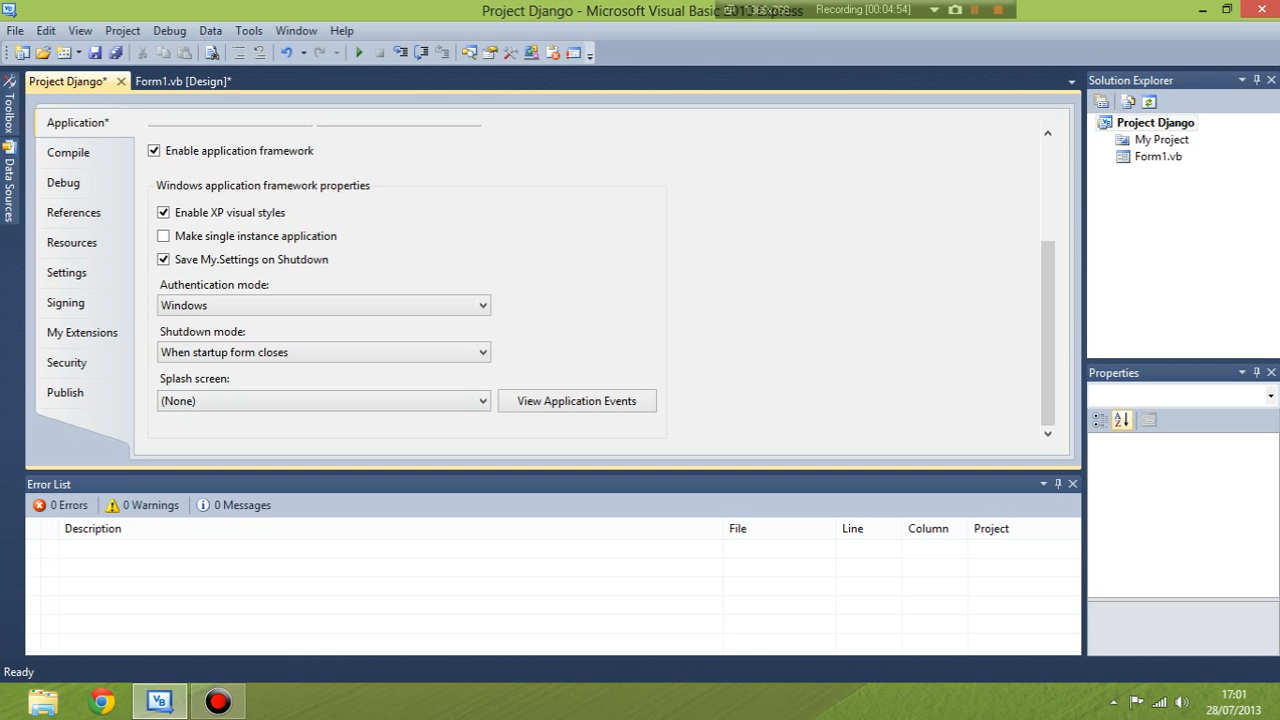 Project Django - Microsoft Visual Basic 2010 Express
Recording [00:04:54]
File Edit View Project Debug Data Tools Window Help
Project Django* Form1.vb [Design]*
Toolbox
Data Sources
Application*
Compile
Debug
References
Resources
Settings
Signing
My Extensions
Security
Publish
Enable application framework
Windows application framework properties
Enable XP visual styles
Make single instance application
Save My.Settings on Shutdown
Authentication mode:
Windows
Shutdown mode:
When startup form closes
Splash screen:
(None) View Application Events
Solution Explorer
Project Django
My Project
Form1.vb
Properties
Error List
0 Errors 0 Warnings 0 Messages
Description File Line Column Project
Ready
17:01
28/07/2013